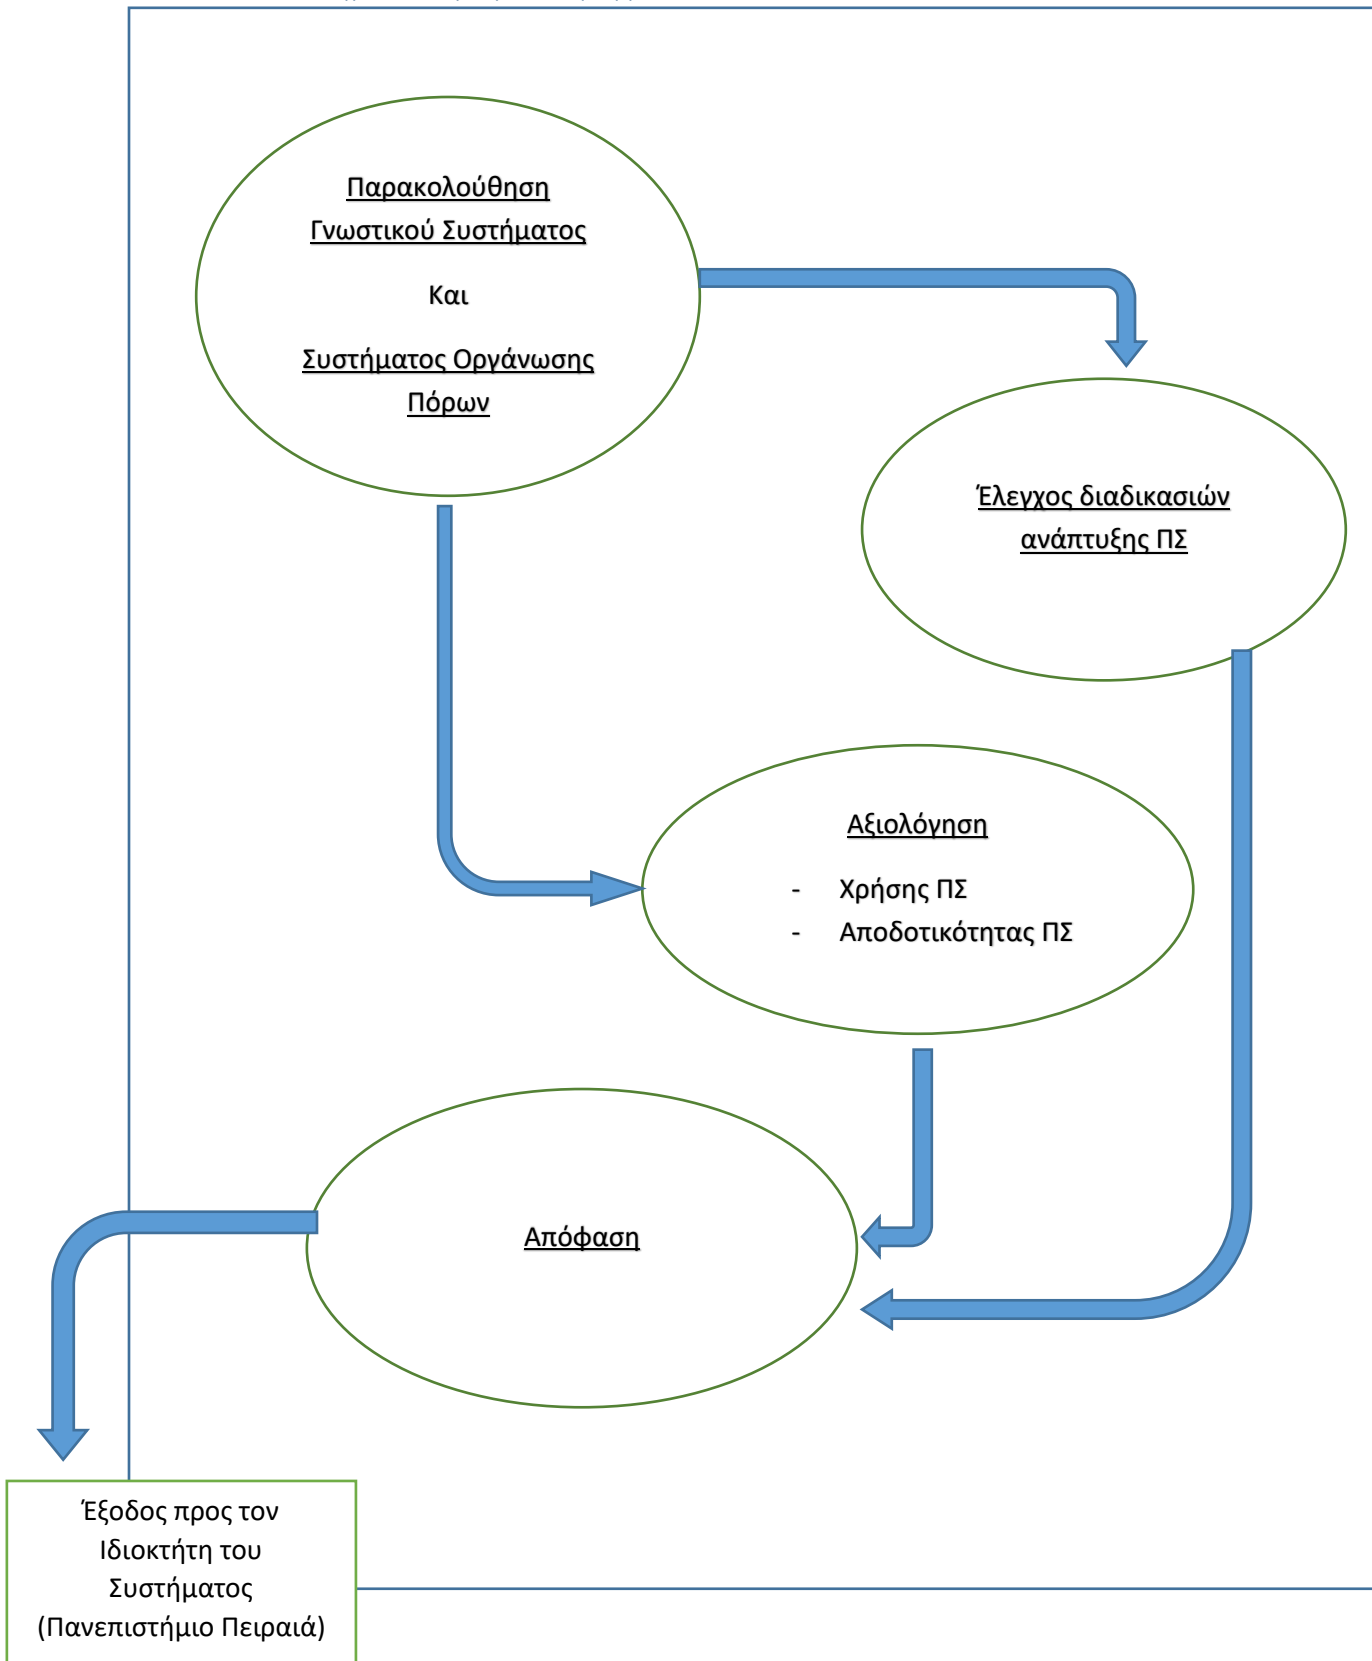 Παρακολούθηση
Γνωστικού Συστήματος
Και
Συστήματος Οργάνωσης
Πόρων
Έλεγχος διαδικασιών
ανάπτυξης ΠΣ
Αξιολόγηση
- Χρήσης ΠΣ
- Αποδοτικότητας ΠΣ
Απόφαση
Έξοδος προς τον
Ιδιοκτήτη του
Συστήματος
(Πανεπιστήμιο Πειραιά)